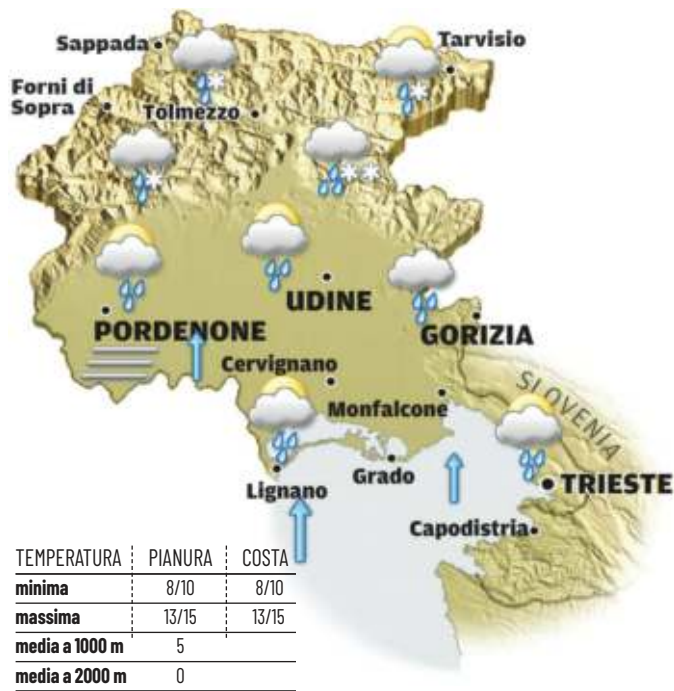 Sappada
Tarvisio
Forni di
Sopra
Tolmezzo
UDINE
PORDENONE
GORIZIA
Cervignano
SLOVENIA
Monfalcone
Grado
Lignano
TRIESTE
Capodistria
TEMPERATURA PIANURA COSTA
minima 8/10 8/10
massima 13/15 13/15
media a 1000 m 5
media a 2000 m 0